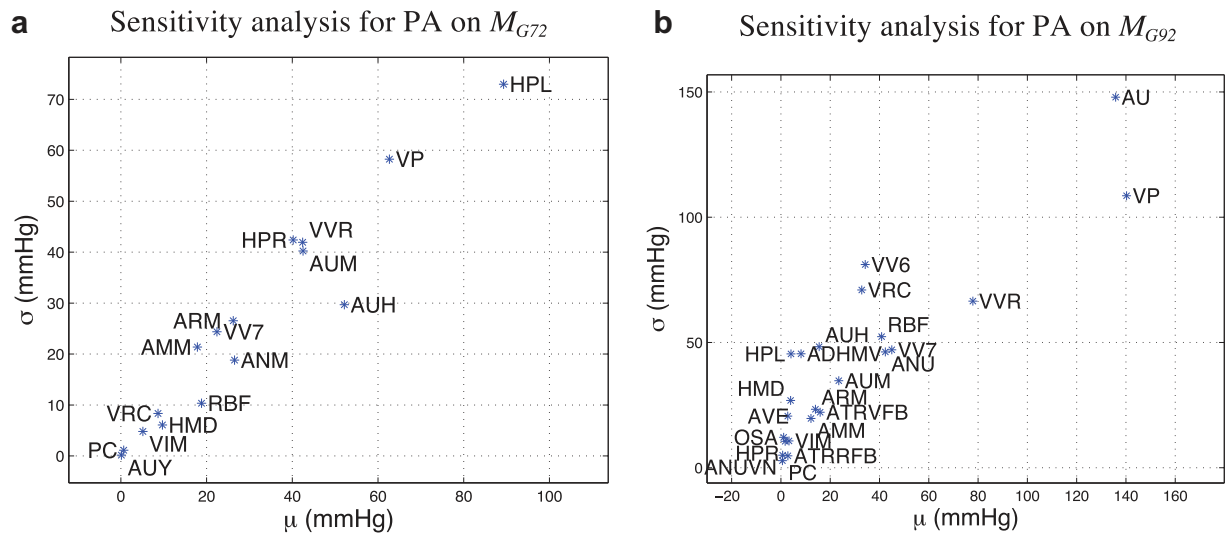 a
Sensitivity analysis for PA on M_G72
σ (mmHg)
70
60
50
40
30
20
10
0
HPL
VP
HPR
VVR
AUM
AUH
ARM
VV7
AMM
ANM
RBF
VRC
HMD
VIM
PC
AUY
0 20 40 60 80 100
μ (mmHg)
b
Sensitivity analysis for PA on M_G92
σ (mmHg)
150
100
50
0
AU
VP
VV6
VRC
VVR
RBF
AUH
VV7
HPL
ADHMV
ANU
AUM
HMD
ARM
ATRVFB
AVE
AMM
OSA
VIM
HPR
ATRRFB
ANUVN
PC
−20 0 20 40 60 80 100 120 140 160
μ (mmHg)